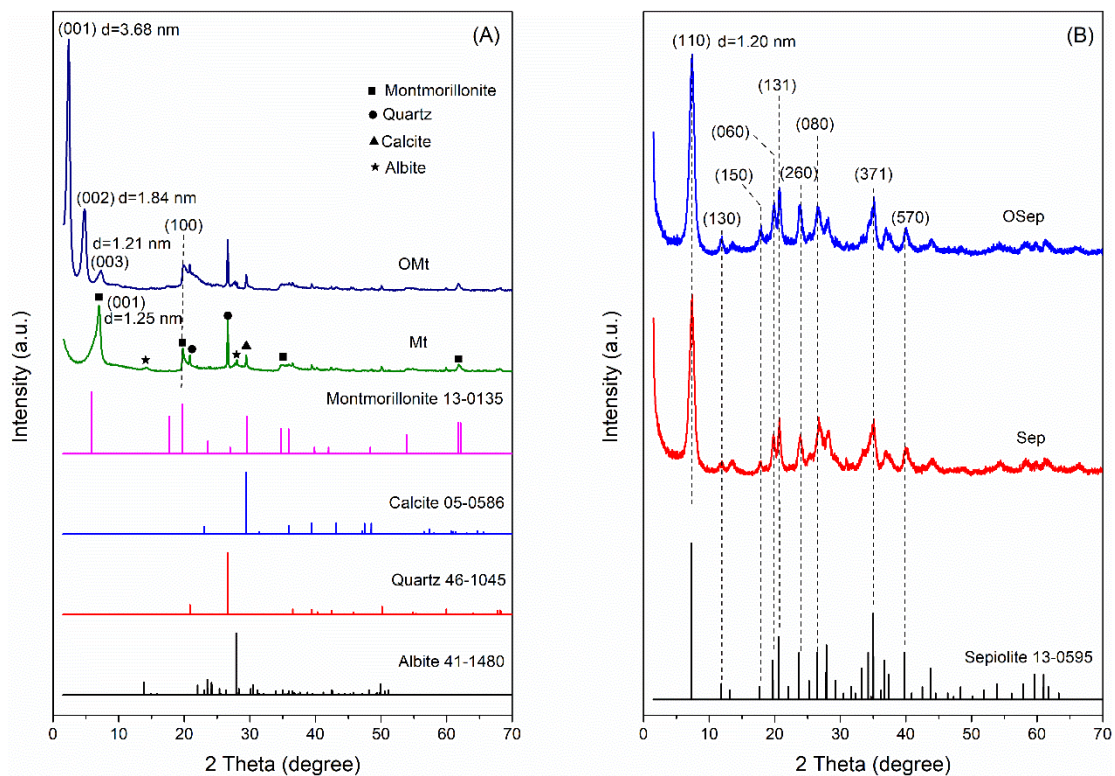 (A)
(001) d=3.68 nm
Montmorillonite
Quartz
Calcite
Albite
(002) d=1.84 nm
(100)
d=1.21 nm
(003)
OMt
(001)
d=1.25 nm
Mt
Montmorillonite 13-0135
Calcite 05-0586
Quartz 46-1045
Albite 41-1480
Intensity (a.u.)
0 10 20 30 40 50 60 70
2 Theta (degree)
(B)
(110) d=1.20 nm
(131)
(060)
(080)
(150)
(260)
(371)
(130)
(570)
OSep
Sep
Sepiolite 13-0595
Intensity (a.u.)
0 10 20 30 40 50 60 70
2 Theta (degree)